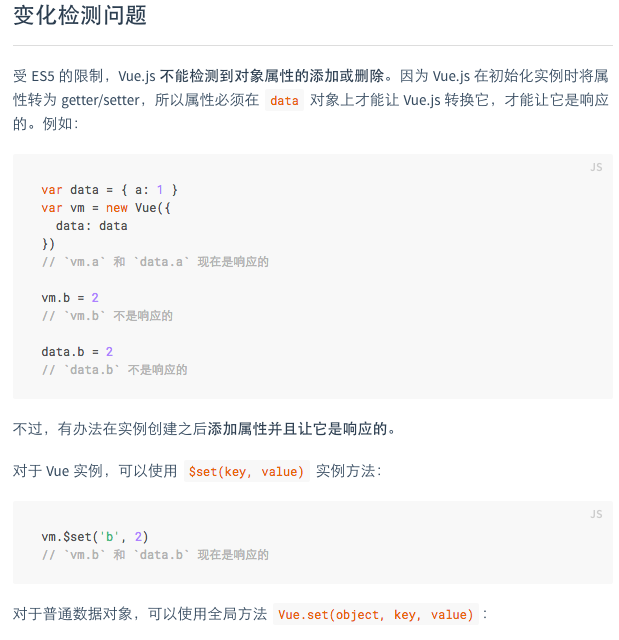 变化检测问题
受 ES5 的限制，Vue.js 不能检测到对象属性的添加或删除。因为 Vue.js 在初始化实例时将属
性转为 getter/setter，所以属性必须在 data 对象上才能让 Vue.js 转换它，才能让它是响应
的。例如：
JS
var data = { a: 1 }
var vm = new Vue({
  data: data
})
// `vm.a` 和 `data.a` 现在是响应的
vm.b = 2
// `vm.b` 不是响应的
data.b = 2
// `data.b` 不是响应的
不过，有办法在实例创建之后添加属性并且让它是响应的。
对于 Vue 实例，可以使用 $set(key, value) 实例方法：
JS
vm.$set('b', 2)
// `vm.b` 和 `data.b` 现在是响应的
对于普通数据对象，可以使用全局方法 Vue.set(object, key, value) ：